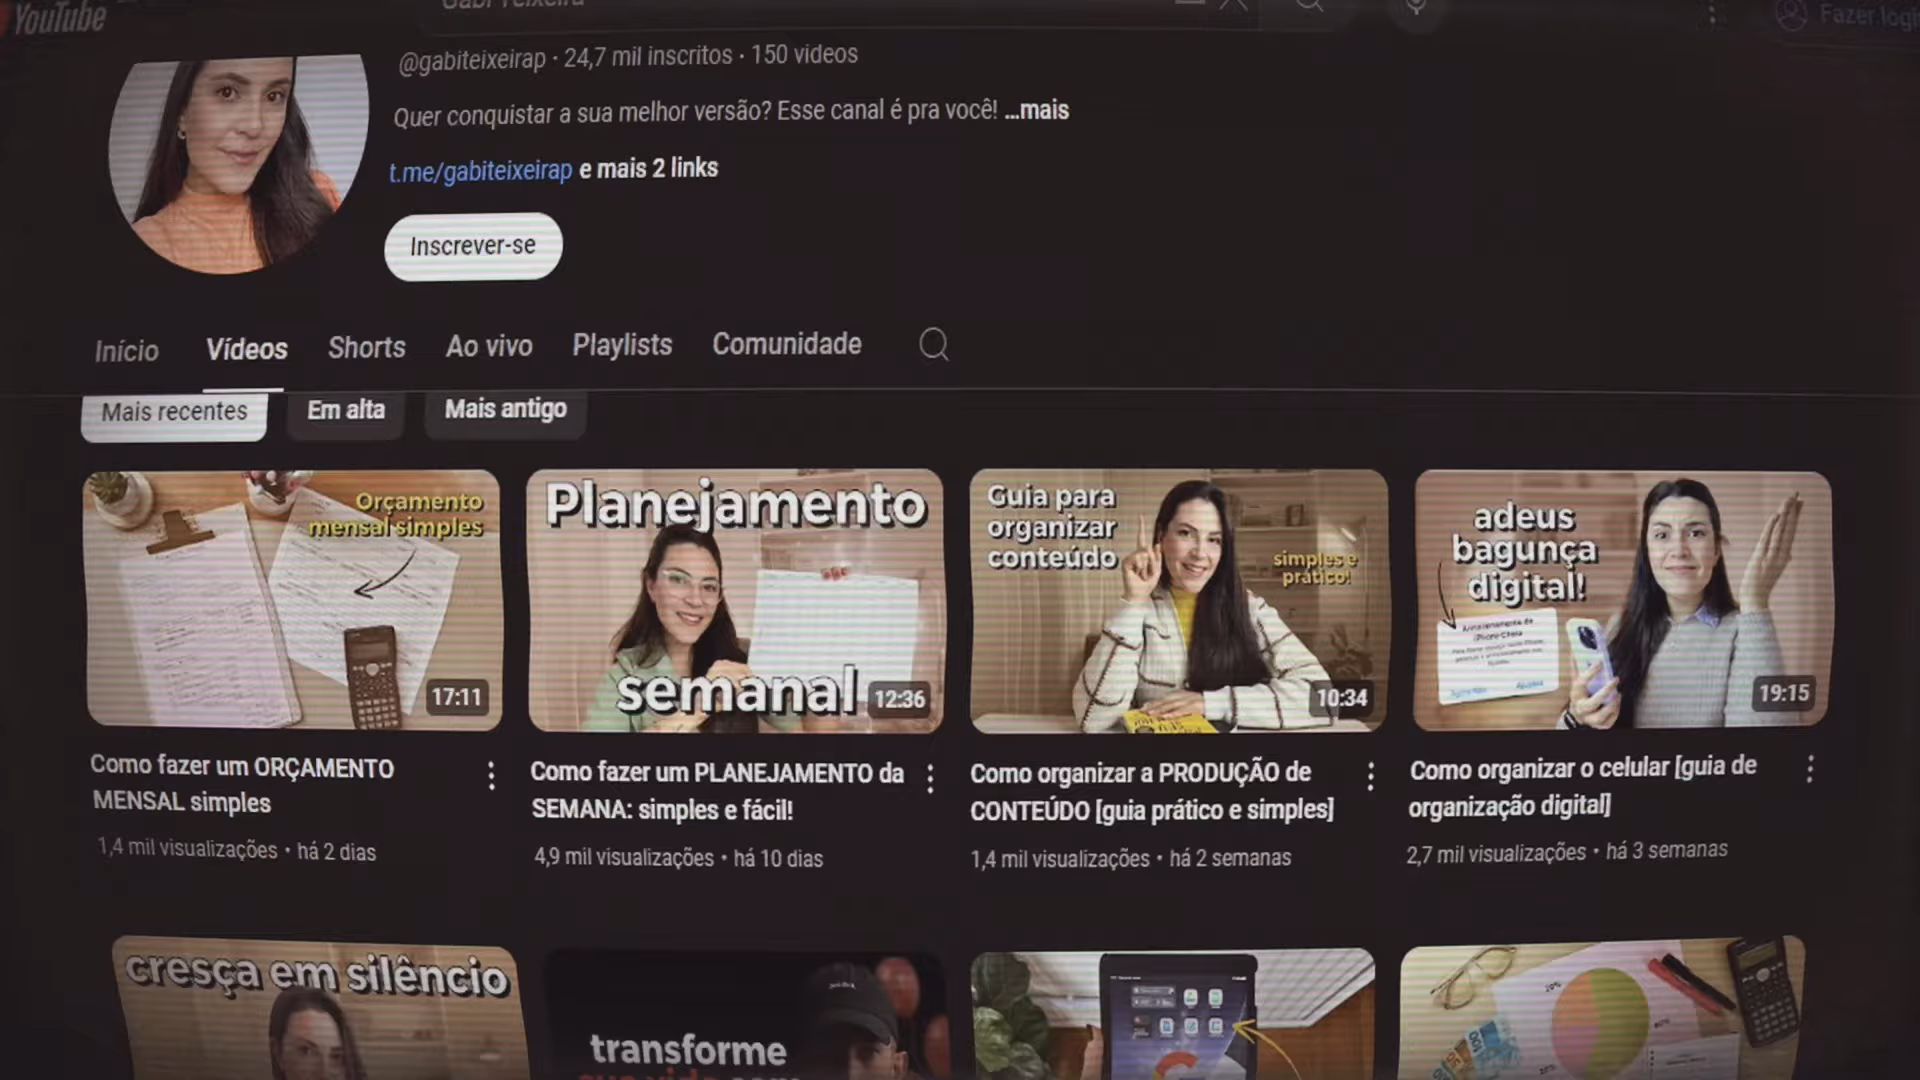 YouTube
Gabi Teixeira
Fazer login
@gabiteixeirap · 24,7 mil inscritos · 150 vídeos
Quer conquistar a sua melhor versão? Esse canal é pra você! ...mais
t.me/gabiteixeirap e mais 2 links
Inscrever-se
Início Vídeos Shorts Ao vivo Playlists Comunidade
Mais recentes Em alta Mais antigo
Orçamento
mensal simples
17:11
Planejamento
semanal
12:36
Guia para
organizar
conteúdo
simples e
prático!
10:34
adeus
bagunça
digital!
19:15
Como fazer um ORÇAMENTO
MENSAL simples
1,4 mil visualizações • há 2 dias
Como fazer um PLANEJAMENTO da
SEMANA: simples e fácil!
4,9 mil visualizações • há 10 dias
Como organizar a PRODUÇÃO de
CONTEÚDO [guia prático e simples]
1,4 mil visualizações • há 2 semanas
Como organizar o celular [guia de
organização digital]
2,7 mil visualizações • há 3 semanas
cresça em silêncio
transforme